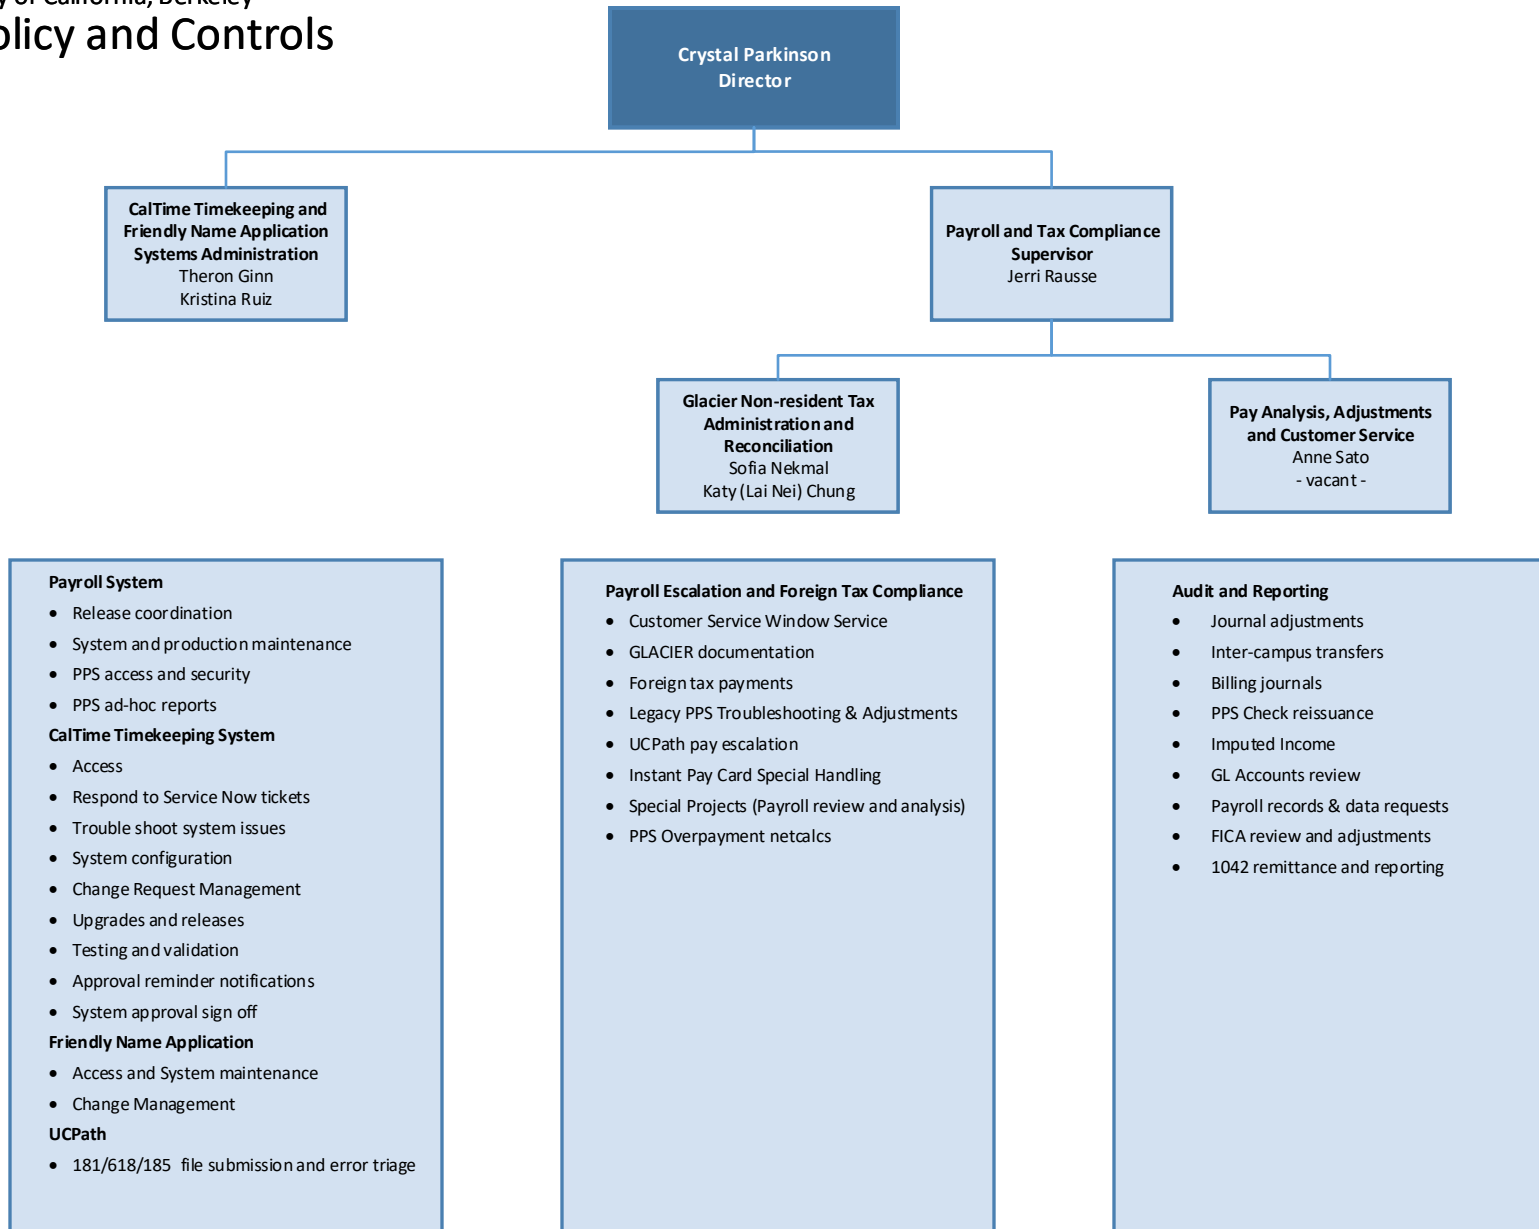 of California, Berkeley
olicy and Controls
Crystal Parkinson
Director
CalTime Timekeeping and
Friendly Name Application
Systems Administration
Theron Ginn
Kristina Ruiz
Payroll and Tax Compliance
Supervisor
Jerri Rausse
Glacier Non-resident Tax
Administration and
Reconciliation
Sofia Nekmal
Katy (Lai Nei) Chung
Pay Analysis, Adjustments
and Customer Service
Anne Sato
- vacant -
Payroll System
• Release coordination
• System and production maintenance
• PPS access and security
• PPS ad-hoc reports
CalTime Timekeeping System
• Access
• Respond to Service Now tickets
• Trouble shoot system issues
• System configuration
• Change Request Management
• Upgrades and releases
• Testing and validation
• Approval reminder notifications
• System approval sign off
Friendly Name Application
• Access and System maintenance
• Change Management
UCPath
• 181/618/185 file submission and error triage
Payroll Escalation and Foreign Tax Compliance
• Customer Service Window Service
• GLACIER documentation
• Foreign tax payments
• Legacy PPS Troubleshooting & Adjustments
• UCPath pay escalation
• Instant Pay Card Special Handling
• Special Projects (Payroll review and analysis)
• PPS Overpayment netcalcs
Audit and Reporting
• Journal adjustments
• Inter-campus transfers
• Billing journals
• PPS Check reissuance
• Imputed Income
• GL Accounts review
• Payroll records & data requests
• FICA review and adjustments
• 1042 remittance and reporting